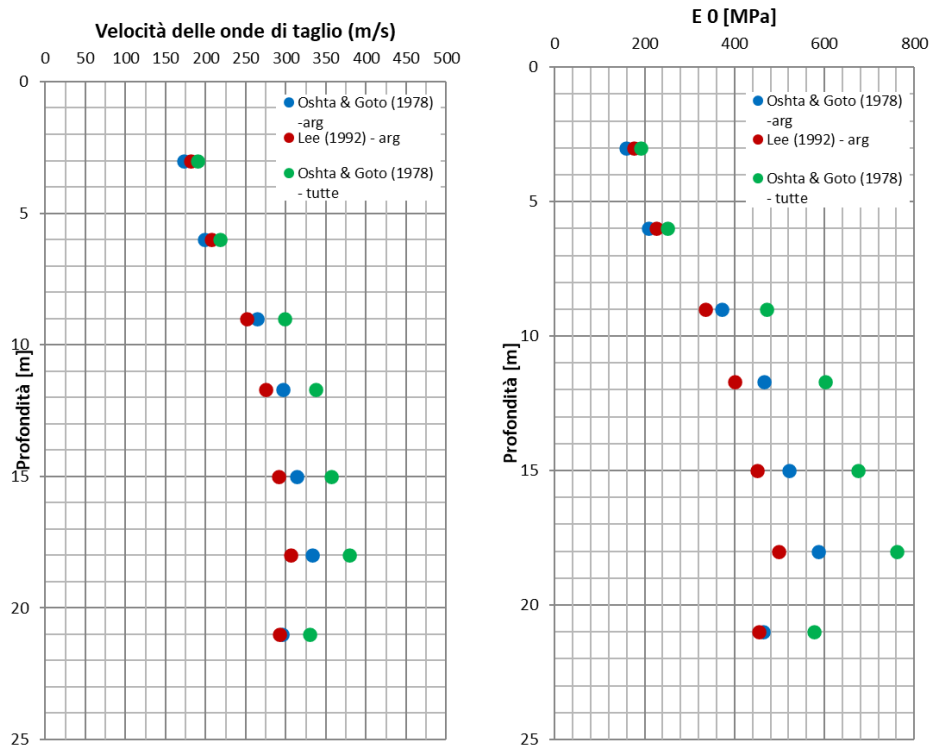 Velocità delle onde di taglio (m/s)
0 50 100 150 200 250 300 350 400 450 500
0
5
10
15
20
25
Profondità [m]
Oshta & Goto (1978)
-arg
Lee (1992) - arg
Oshta & Goto (1978)
- tutte
E 0 [MPa]
0 200 400 600 800
0
5
10
15
20
25
Profondità [m]
Oshta & Goto (1978)
-arg
Lee (1992) - arg
Oshta & Goto (1978)
- tutte